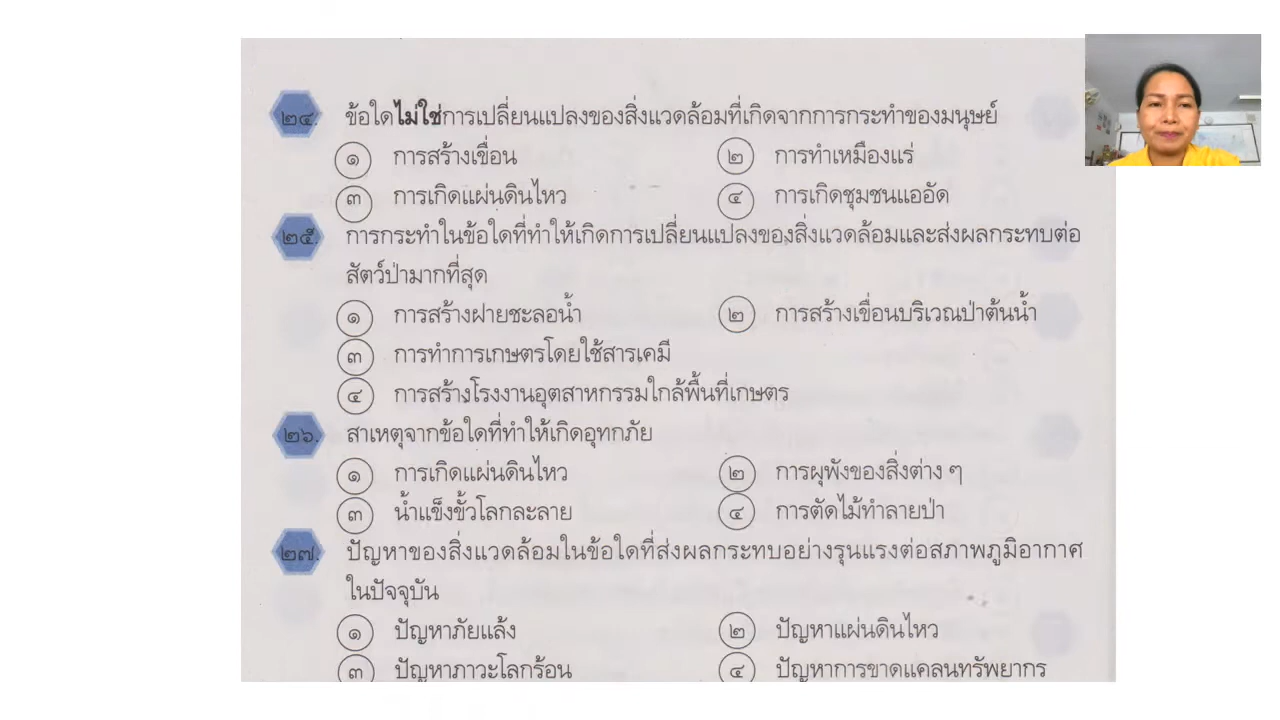 ๒๔. ข้อใดไม่ใช่การเปลี่ยนแปลงของสิ่งแวดล้อมที่เกิดจากการกระทำของมนุษย์
๑ การสร้างเขื่อน ๒ การทำเหมืองแร่
๓ การเกิดแผ่นดินไหว ๔ การเกิดชุมชนแออัด
๒๕. การกระทำในข้อใดที่ทำให้เกิดการเปลี่ยนแปลงของสิ่งแวดล้อมและส่งผลกระทบต่อ
สัตว์ป่ามากที่สุด
๑ การสร้างฝายชะลอน้ำ ๒ การสร้างเขื่อนบริเวณป่าต้นน้ำ
๓ การทำการเกษตรโดยใช้สารเคมี
๔ การสร้างโรงงานอุตสาหกรรมใกล้พื้นที่เกษตร
๒๖. สาเหตุจากข้อใดที่ทำให้เกิดอุทกภัย
๑ การเกิดแผ่นดินไหว ๒ การผุพังของสิ่งต่าง ๆ
๓ น้ำแข็งขั้วโลกละลาย ๔ การตัดไม้ทำลายป่า
๒๗. ปัญหาของสิ่งแวดล้อมในข้อใดที่ส่งผลกระทบอย่างรุนแรงต่อสภาพภูมิอากาศ
ในปัจจุบัน
๑ ปัญหาภัยแล้ง ๒ ปัญหาแผ่นดินไหว
๓ ปัญหาภาวะโลกร้อน ๔ ปัญหาการขาดแคลนทรัพยากร